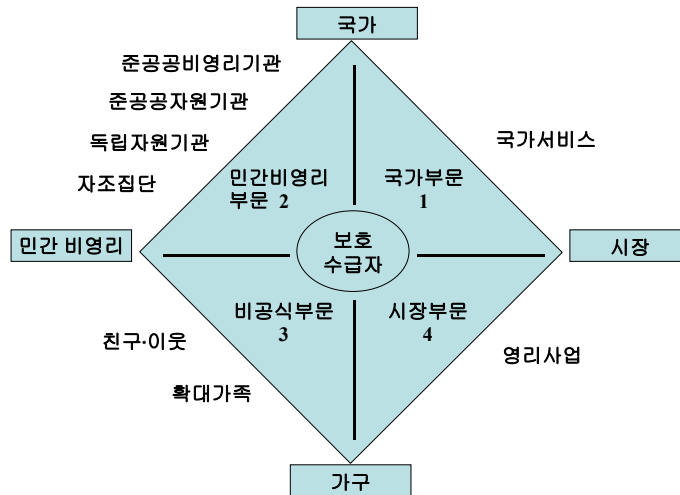 국가
준공공비영리기관
준공공자원기관
독립자원기관
자조집단
국가서비스
민간비영리
부문 2
국가부문
1
민간 비영리
보호
수급자
시장
비공식부문
3
시장부문
4
친구·이웃
확대가족
영리사업
가구